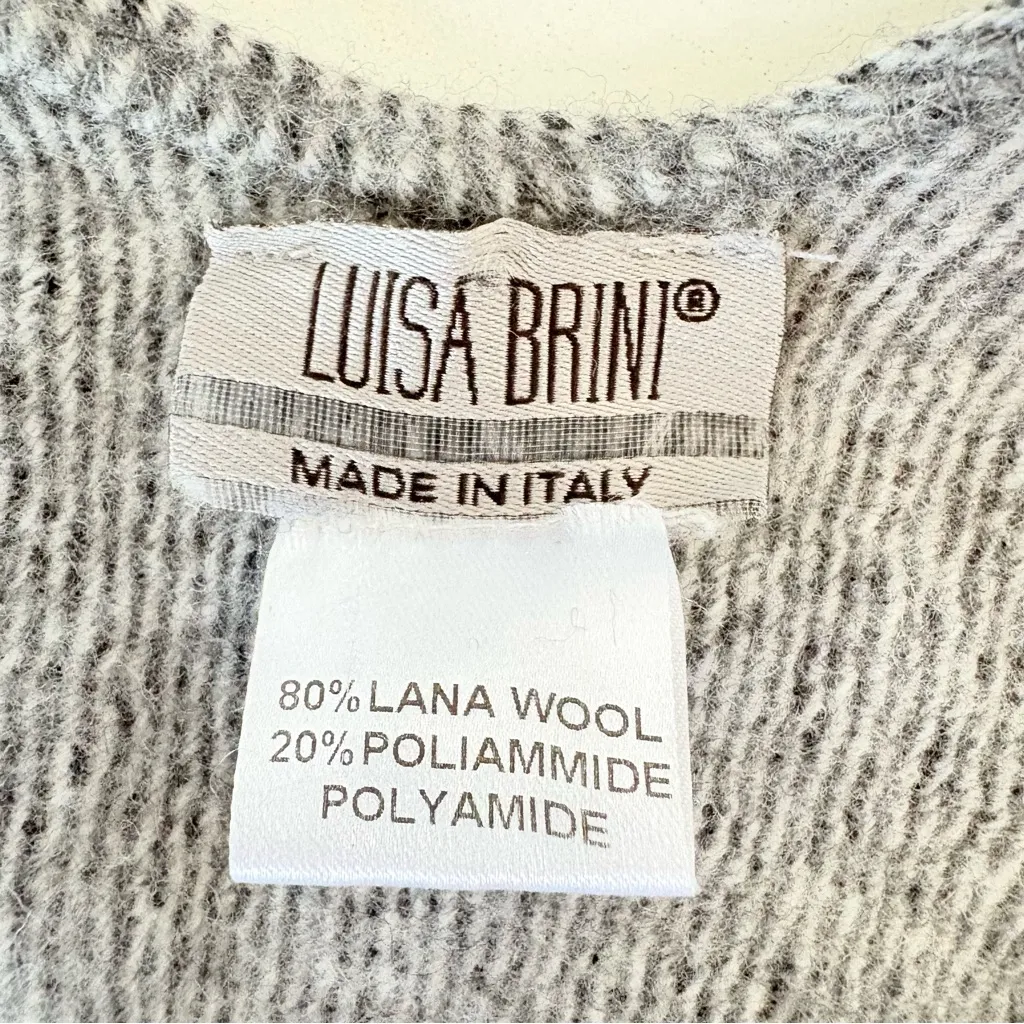 LUISA BRINI®
MADE IN ITALY
80% LANA WOOL
20% POLIAMMIDE
POLYAMIDE